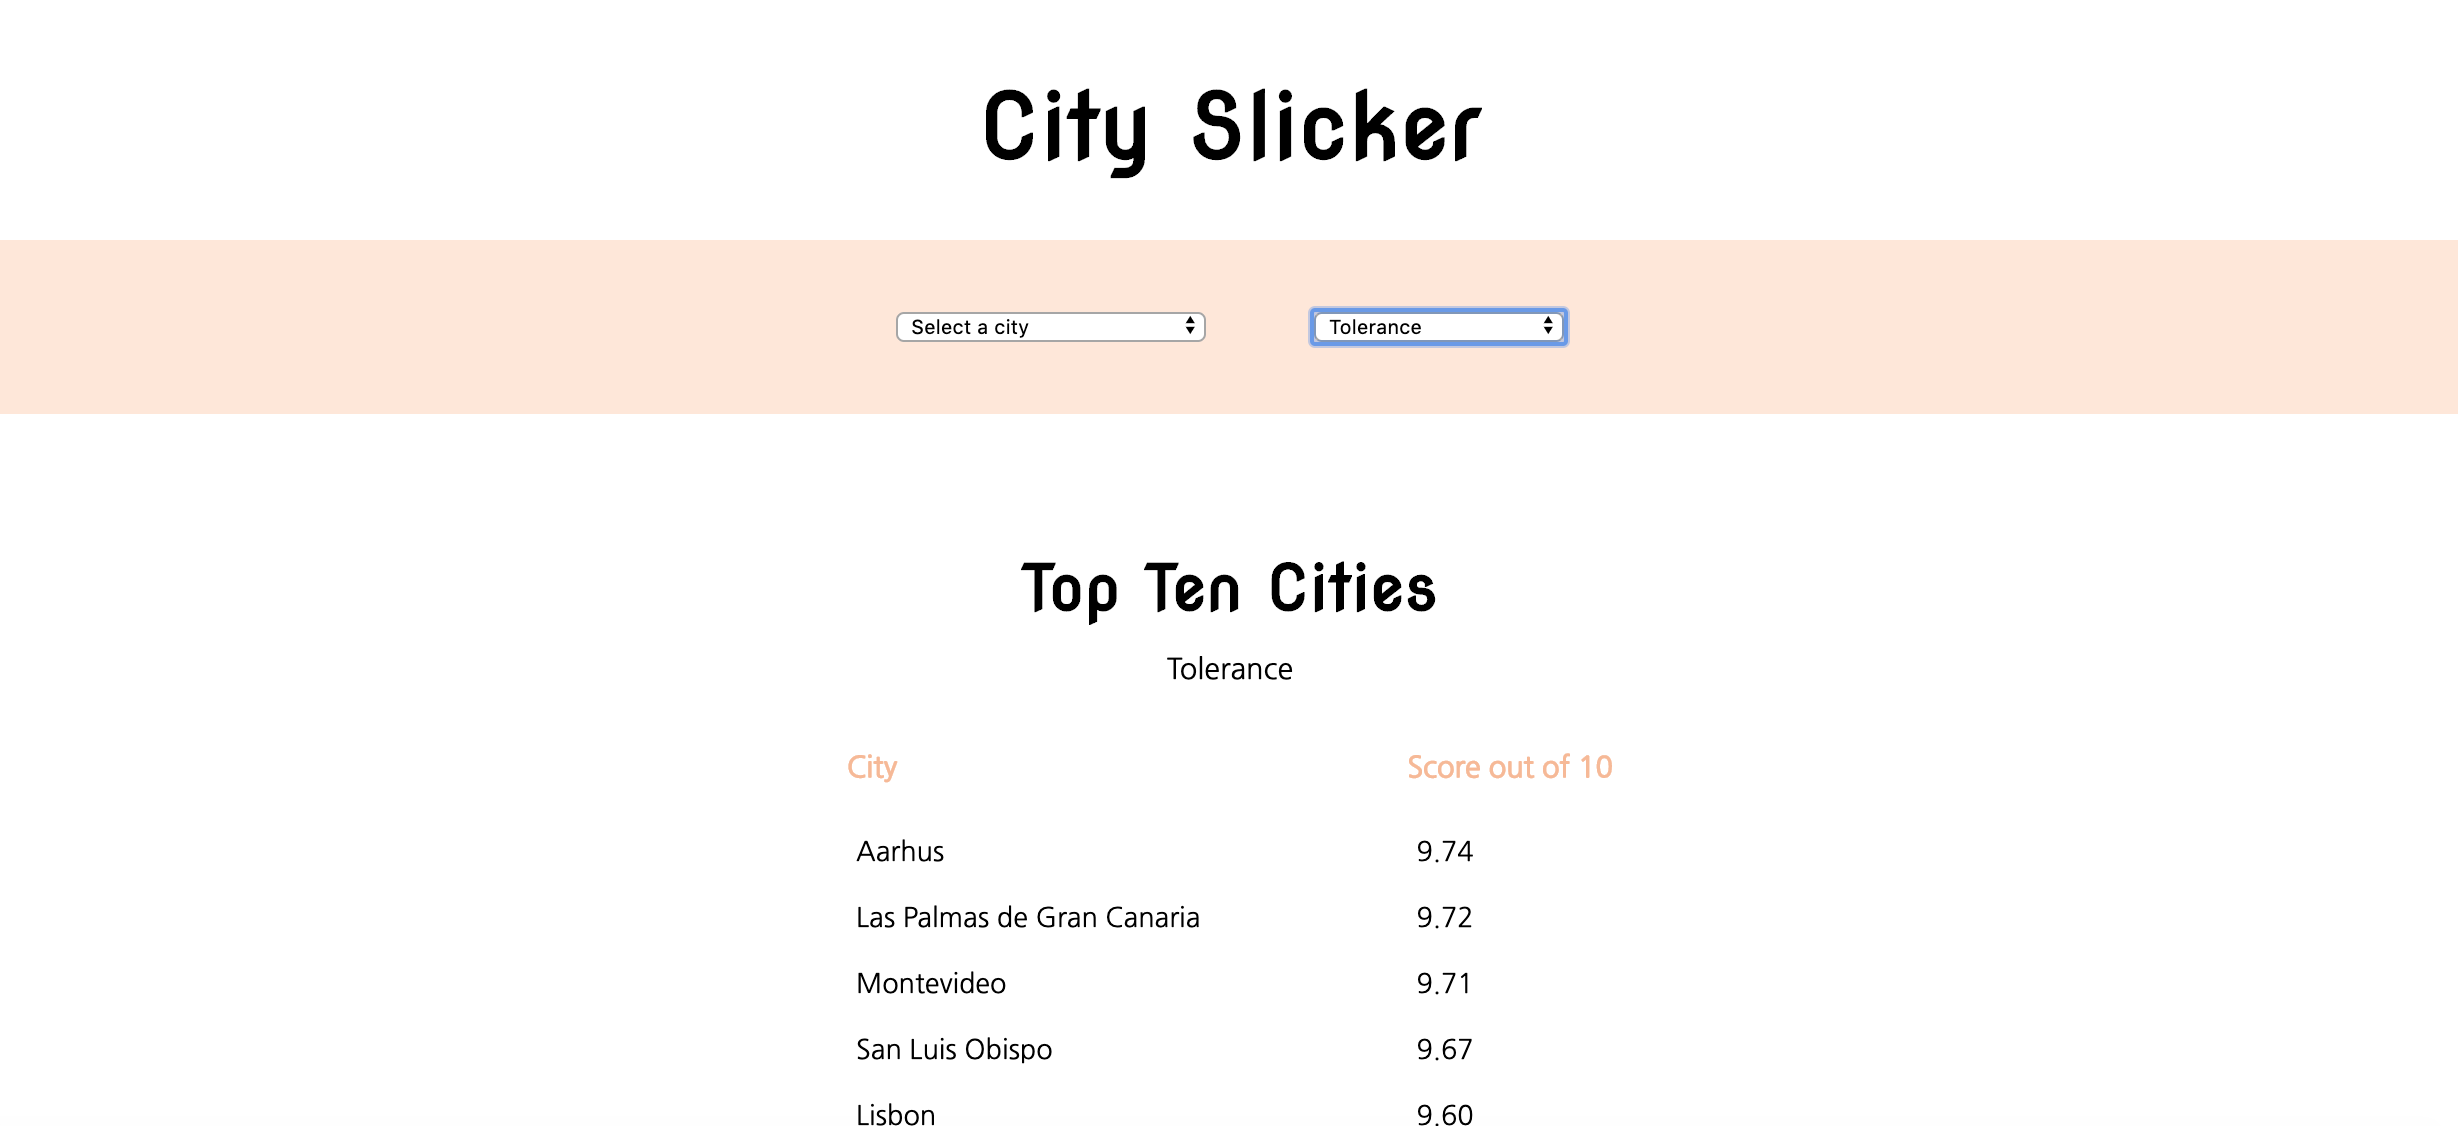 City Slicker
Select a city
Tolerance
Top Ten Cities
Tolerance
City Score out of 10
Aarhus 9.74
Las Palmas de Gran Canaria 9.72
Montevideo 9.71
San Luis Obispo 9.67
Lisbon 9.60